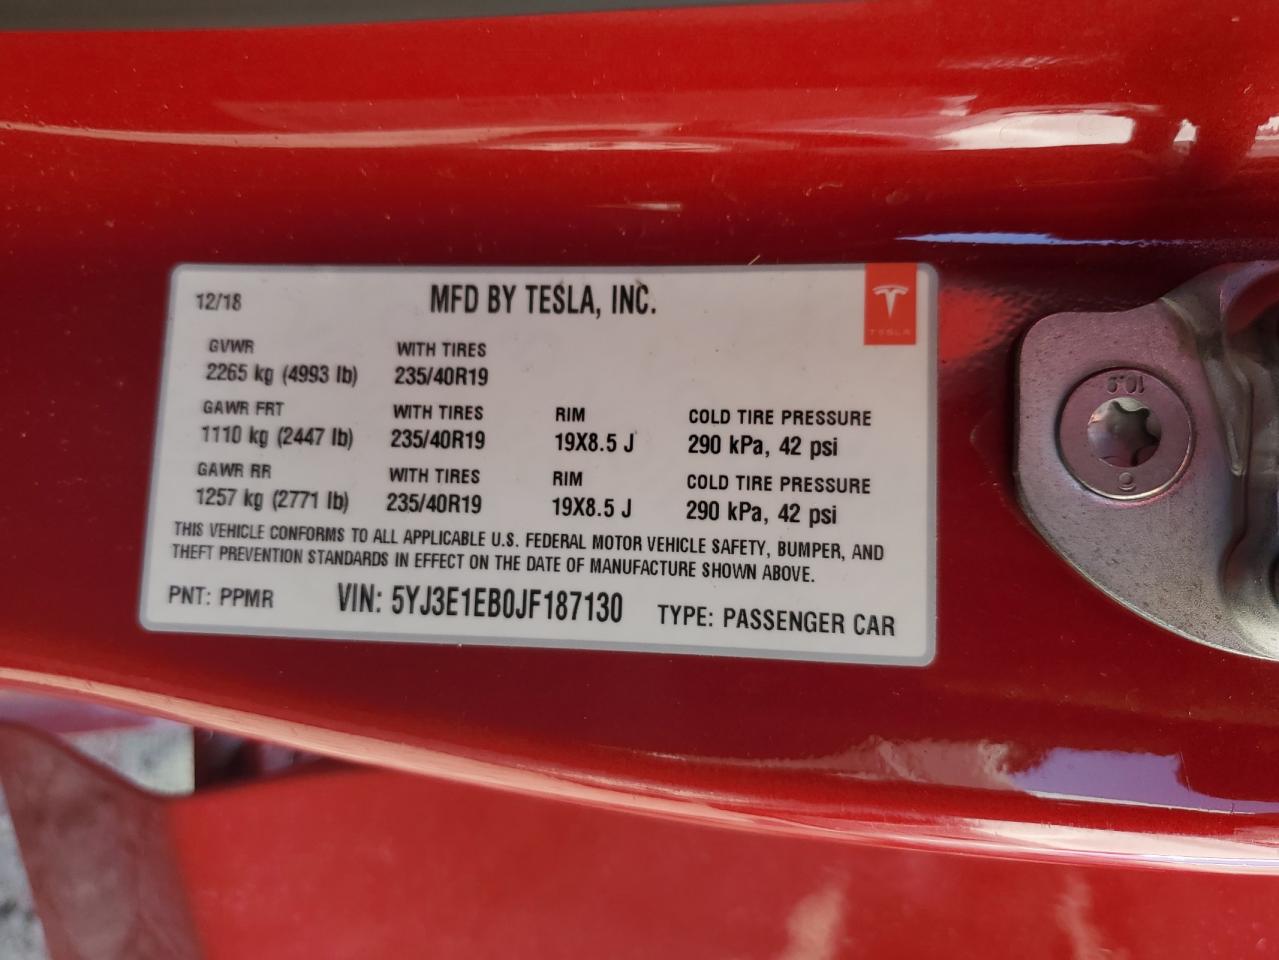 12/18 MFD BY TESLA, INC.
TESLA
GVWR WITH TIRES
2265 kg (4993 lb) 235/40R19
GAWR FRT WITH TIRES RIM COLD TIRE PRESSURE
1110 kg (2447 lb) 235/40R19 19X8.5 J 290 kPa, 42 psi
GAWR RR WITH TIRES RIM COLD TIRE PRESSURE
1257 kg (2771 lb) 235/40R19 19X8.5 J 290 kPa, 42 psi
THIS VEHICLE CONFORMS TO ALL APPLICABLE U.S. FEDERAL MOTOR VEHICLE SAFETY, BUMPER, AND
THEFT PREVENTION STANDARDS IN EFFECT ON THE DATE OF MANUFACTURE SHOWN ABOVE.
PNT: PPMR VIN: 5YJ3E1EB0JF187130 TYPE: PASSENGER CAR
10.9